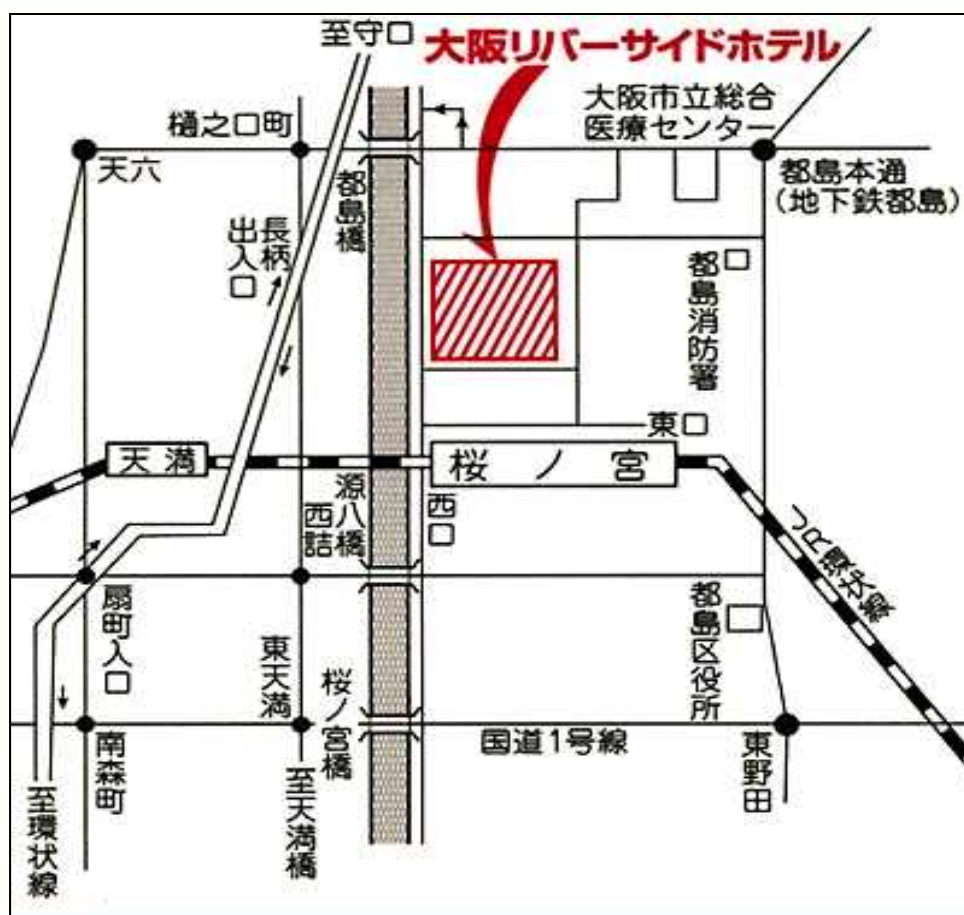 至守口
大阪リバーサイドホテル
樋之口町
大阪市立総合
医療センター
天六
都島橋
都島本通
(地下鉄都島)
長柄
出入口
都島消防署
東口
天満
桜ノ宮
源八橋
西詰
西口
JR環状線
扇町入口
東天満
桜ノ宮橋
都島区役所
国道1号線
南森町
東野田
至環状線
至天満橋